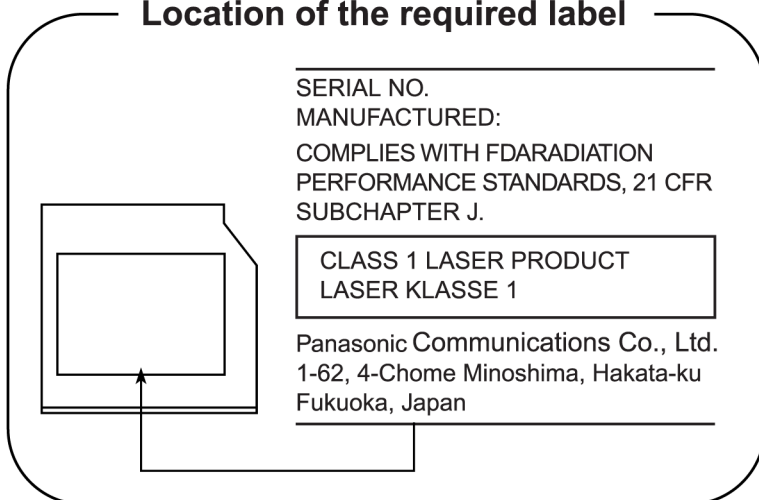 Location of the required label
SERIAL NO.
MANUFACTURED:
COMPLIES WITH FDARADIATION
PERFORMANCE STANDARDS, 21 CFR
SUBCHAPTER J.
CLASS 1 LASER PRODUCT
LASER KLASSE 1
Panasonic Communications Co., Ltd.
1-62, 4-Chome Minoshima, Hakata-ku
Fukuoka, Japan